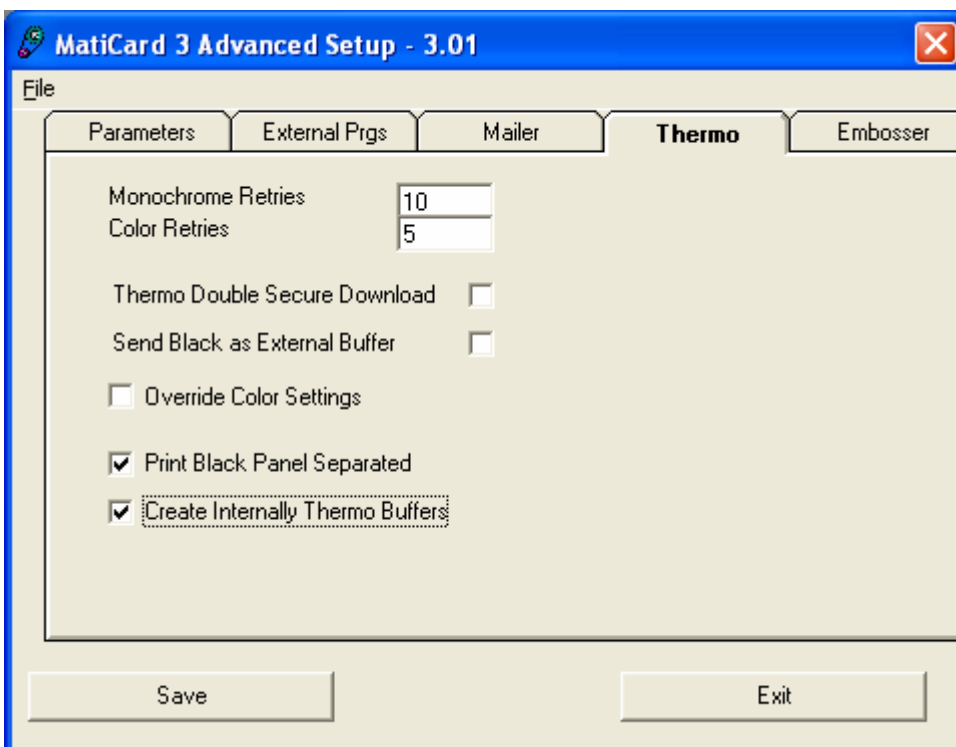 MatiCard 3 Advanced Setup - 3.01
File
Parameters External Prgs Mailer Thermo Embosser
Monochrome Retries 10
Color Retries 5
Thermo Double Secure Download
Send Black as External Buffer
Override Color Settings
Print Black Panel Separated
Create Internally Thermo Buffers
Save Exit